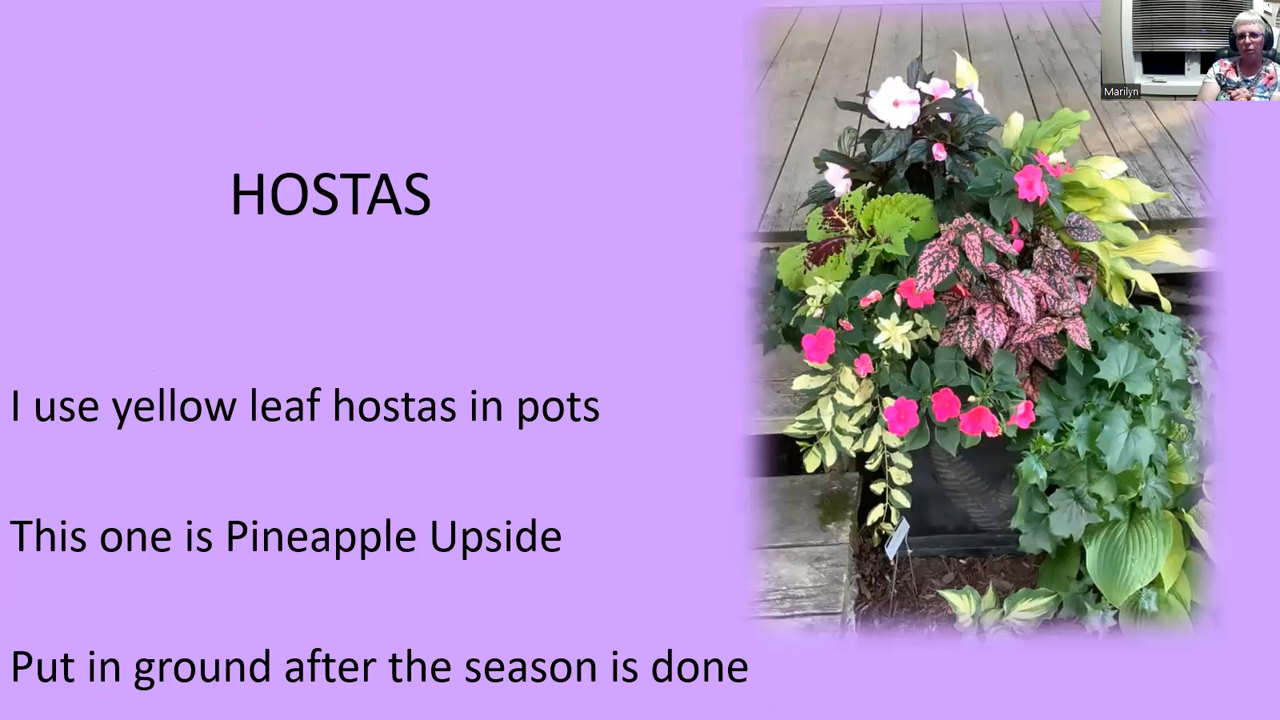 Marilyn
HOSTAS
I use yellow leaf hostas in pots
This one is Pineapple Upside
Put in ground after the season is done